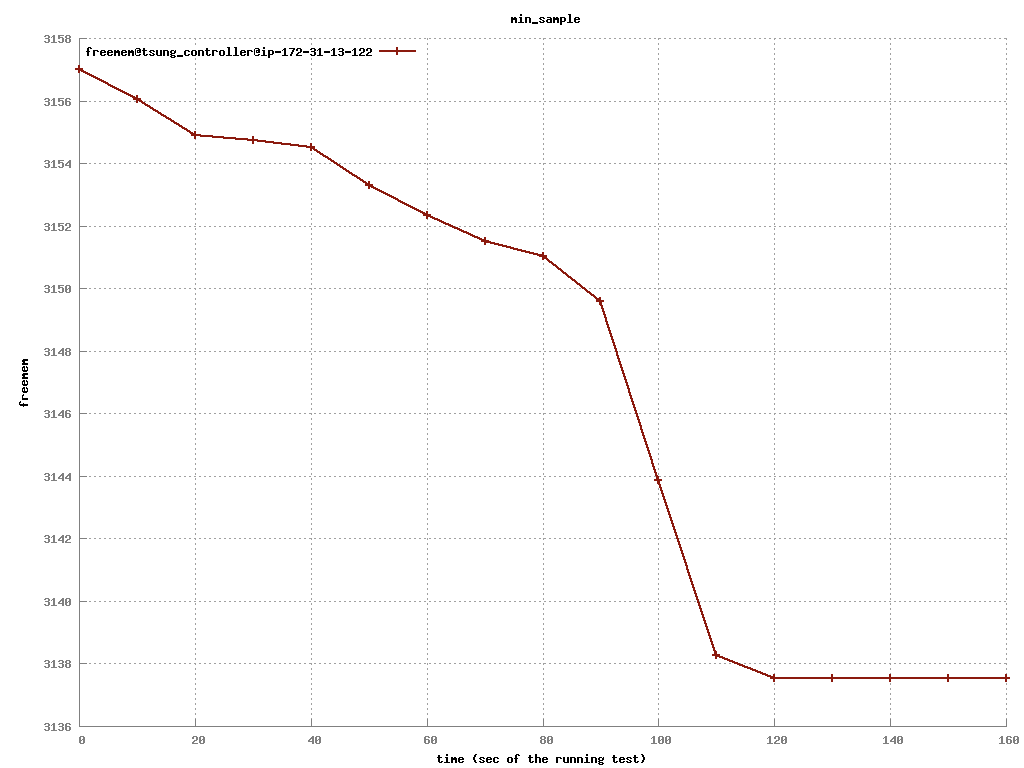 min_sample
3158
freemem@tsung_controller@ip-172-31-13-122
3156
3154
3152
3150
3148
freemem
3146
3144
3142
3140
3138
3136
0 20 40 60 80 100 120 140 160
time (sec of the running test)